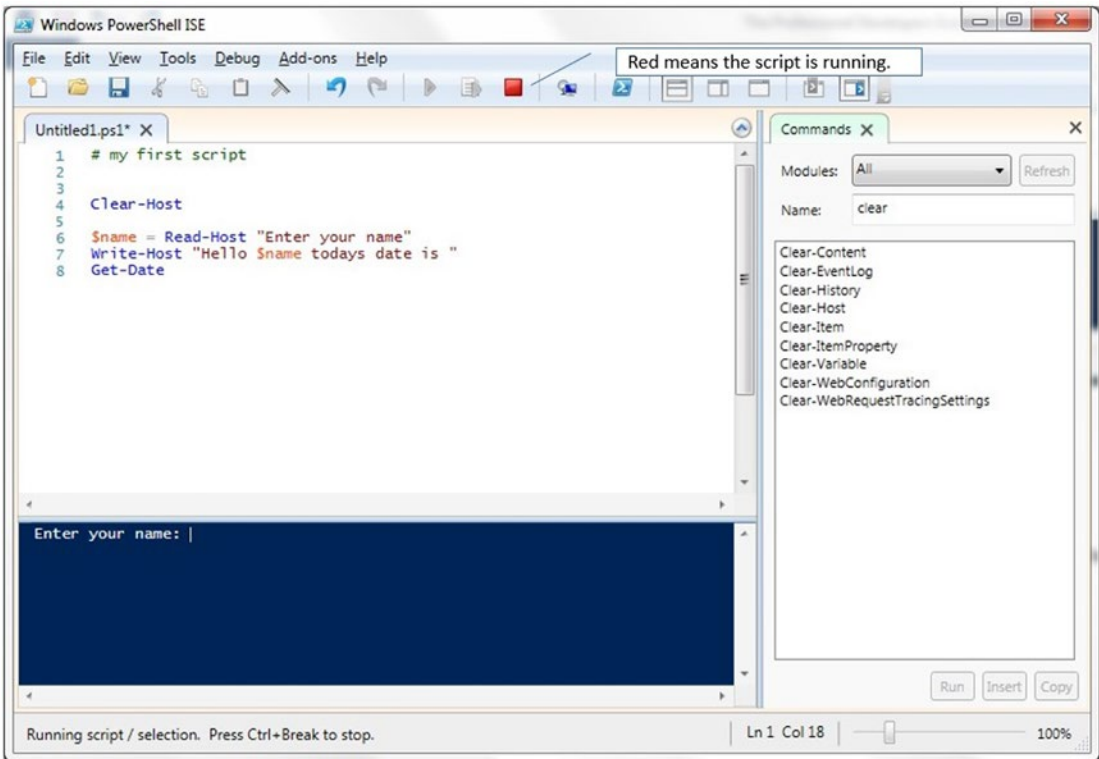 Windows PowerShell ISE
File Edit View Tools Debug Add-ons Help
Red means the script is running.
Untitled1.ps1* X
1 # my first script
2
3
4 Clear-Host
5
6 $name = Read-Host "Enter your name"
7 Write-Host "Hello $name todays date is "
8 Get-Date
Enter your name:
Running script / selection. Press Ctrl+Break to stop.
Commands X
Modules: All Refresh
Name: clear
Clear-Content
Clear-EventLog
Clear-History
Clear-Host
Clear-Item
Clear-ItemProperty
Clear-Variable
Clear-WebConfiguration
Clear-WebRequestTracingSettings
Run Insert Copy
Ln 1 Col 18 100%